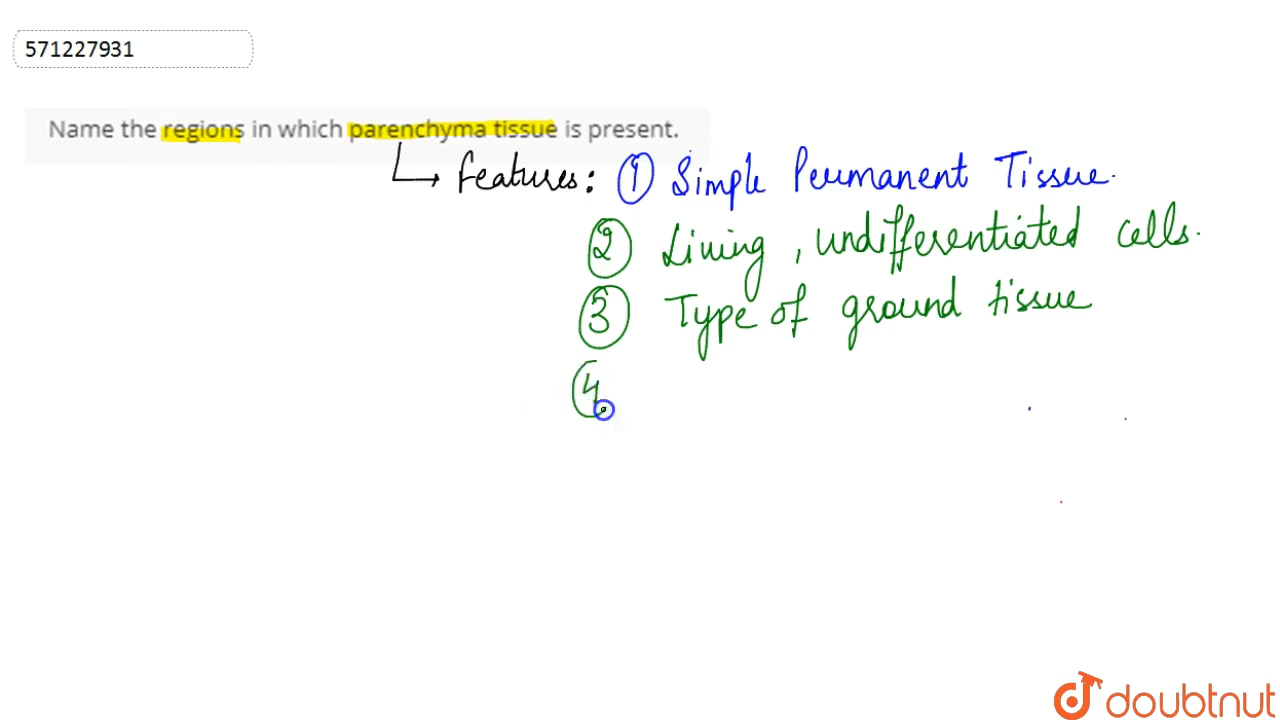 571227931
Name the regions in which parenchyma tissue is present.
features: ① Simple Permanent Tissue.
② Living, undifferentiated cells.
③ Type of ground tissue
4
doubtnut